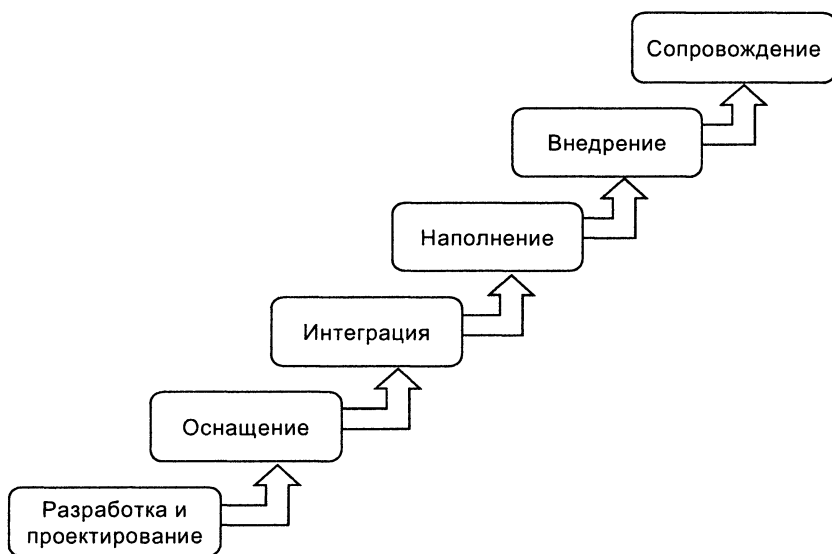 Сопровождение
Внедрение
Наполнение
Интеграция
Оснащение
Разработка и
проектирование